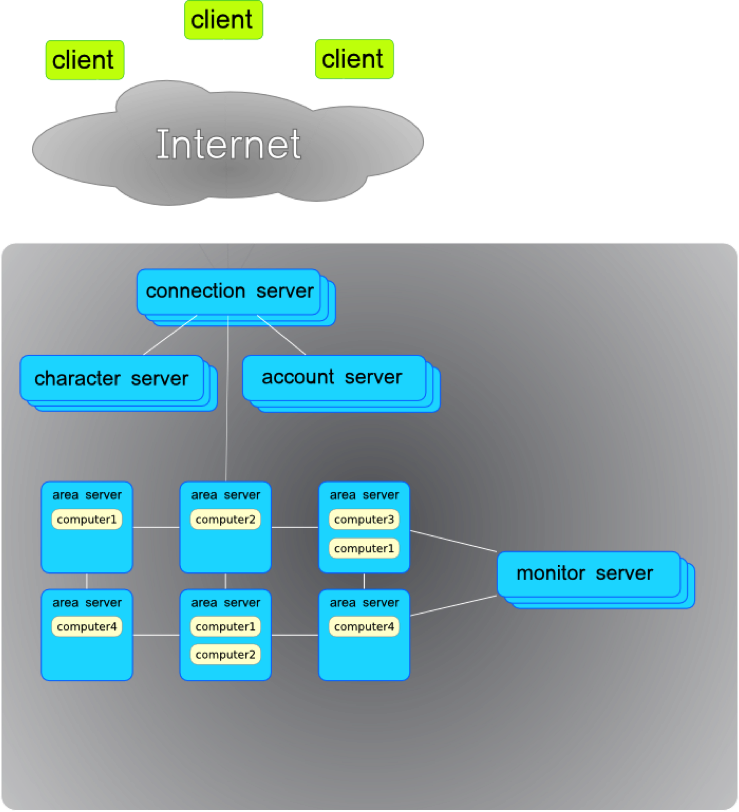 client
client
client
Internet
connection server
character server
account server
area server
computer1
area server
computer2
area server
computer3
computer1
monitor server
area server
computer4
area server
computer1
computer2
area server
computer4